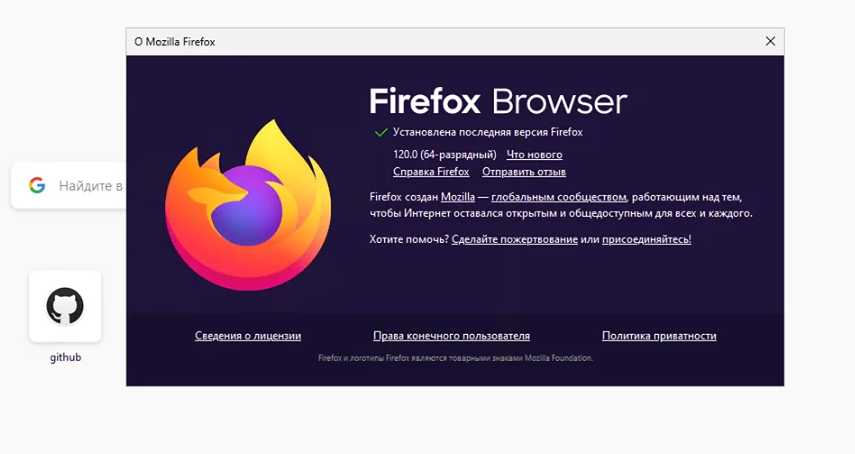 О Mozilla Firefox
Firefox Browser
Установлена последняя версия Firefox
120.0 (64-разрядный) Что нового
Справка Firefox Отправить отзыв
Firefox создан Mozilla — глобальным сообществом, работающим над тем,
чтобы Интернет оставался открытым и общедоступным для всех и каждого.
Хотите помочь? Сделайте пожертвование или присоединяйтесь!
Сведения о лицензии Права конечного пользователя Политика приватности
Firefox и логотипы Firefox являются товарными знаками Mozilla Foundation.
G Найдите в
github